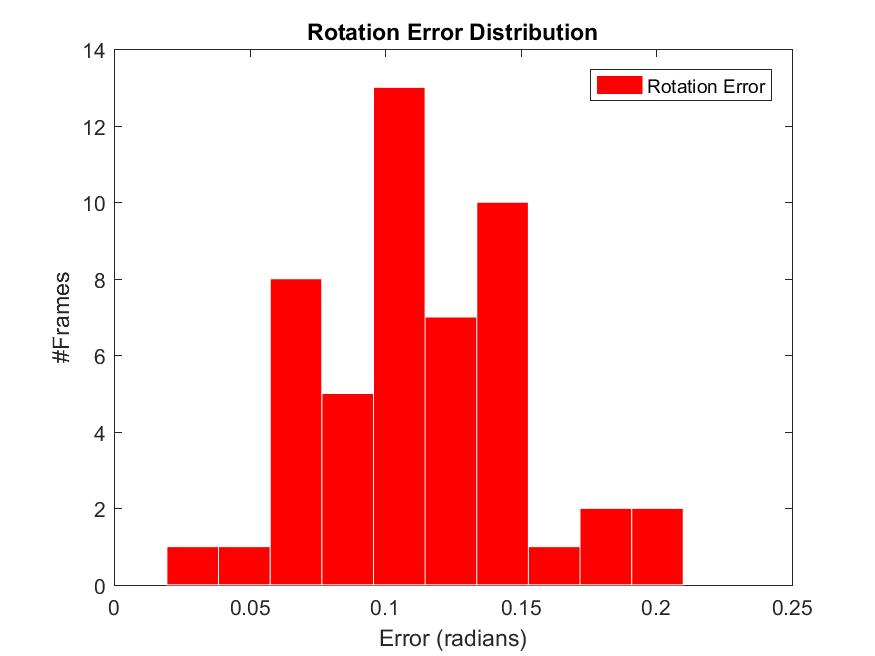 Rotation Error Distribution
Rotation Error
14
12
10
8
6
4
2
0
#Frames
0 0.05 0.1 0.15 0.2 0.25
Error (radians)